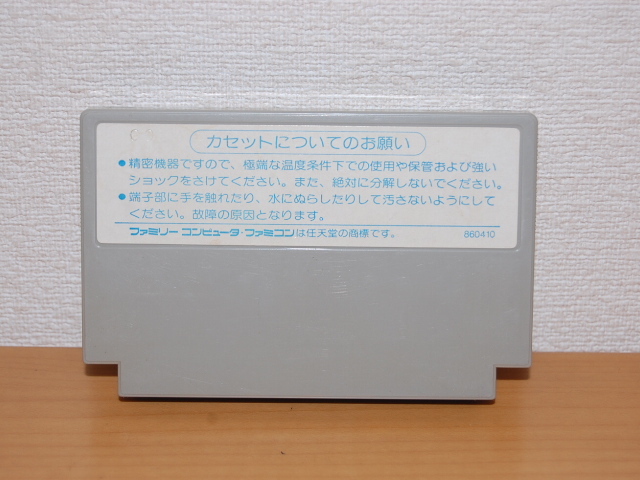 カセットについてのお願い
●精密機器ですので、極端な温度条件下での使用や保管および強い
ショックをさけてください。また、絶対に分解しないでください。
●端子部に手を触れたり、水にぬらしたりして汚さないようにして
ください。故障の原因となります。
ファミリー コンピュータ・ファミコンは任天堂の商標です。 860410